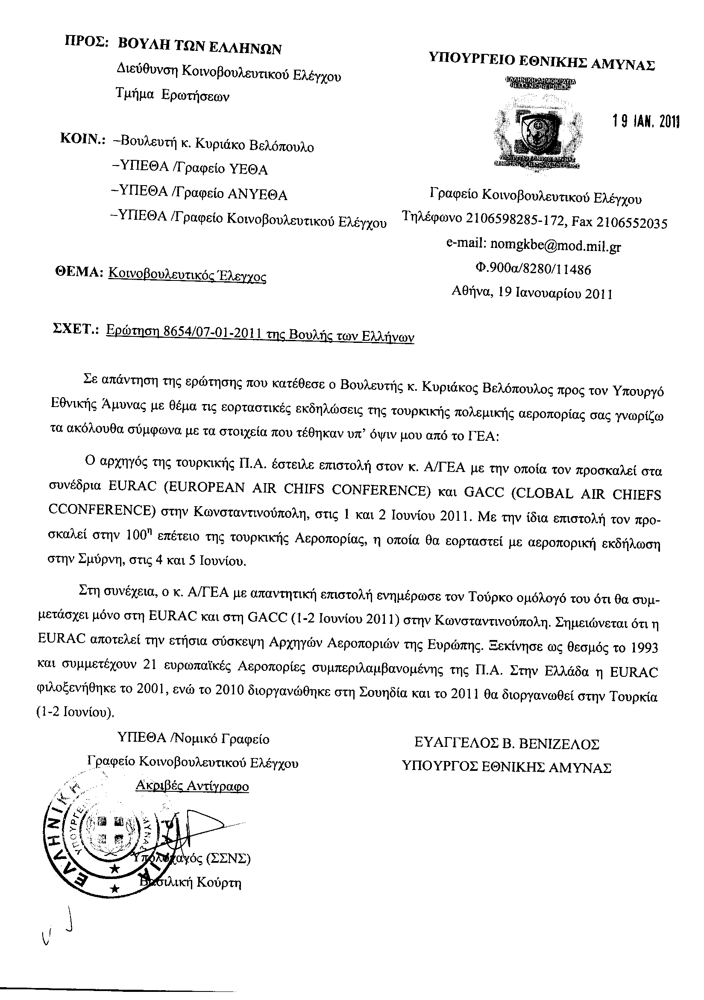 ΠΡΟΣ: ΒΟΥΛΗ ΤΩΝ ΕΛΛΗΝΩΝ
Διεύθυνση Κοινοβουλευτικού Ελέγχου
Τμήμα Ερωτήσεων
ΥΠΟΥΡΓΕΙΟ ΕΘΝΙΚΗΣ ΑΜΥΝΑΣ
ΕΛΛΗΝΙΚΗ ΔΗΜΟΚΡΑΤΙΑ
HELLENIC REPUBLIC
ΥΠΟΥΡΓΕΙΟ ΕΘΝΙΚΗΣ ΑΜΥΝΑΣ
MINISTRY OF NATIONAL DEFENCE
19 ΙΑΝ. 2011
ΚΟΙΝ.: –Βουλευτή κ. Κυριάκο Βελόπουλο
–ΥΠΕΘΑ /Γραφείο ΥΕΘΑ
–ΥΠΕΘΑ /Γραφείο ΑΝΥΕΘΑ
–ΥΠΕΘΑ /Γραφείο Κοινοβουλευτικού Ελέγχου
Γραφείο Κοινοβουλευτικού Ελέγχου
Τηλέφωνο 2106598285-172, Fax 2106552035
e-mail: nomgkbe@mod.mil.gr
Φ.900α/8280/11486
Αθήνα, 19 Ιανουαρίου 2011
ΘΕΜΑ: Κοινοβουλευτικός Έλεγχος
ΣΧΕΤ.: Ερώτηση 8654/07-01-2011 της Βουλής των Ελλήνων
Σε απάντηση της ερώτησης που κατέθεσε ο Βουλευτής κ. Κυριάκος Βελόπουλος προς τον Υπουργό
Εθνικής Άμυνας με θέμα τις εορταστικές εκδηλώσεις της τουρκικής πολεμικής αεροπορίας σας γνωρίζω
τα ακόλουθα σύμφωνα με τα στοιχεία που τέθηκαν υπ’ όψιν μου από το ΓΕΑ:
Ο αρχηγός της τουρκικής Π.Α. έστειλε επιστολή στον κ. Α/ΓΕΑ με την οποία τον προσκαλεί στα
συνέδρια EURAC (EUROPEAN AIR CHIFS CONFERENCE) και GACC (CLOBAL AIR CHIEFS
CCONFERENCE) στην Κωνσταντινούπολη, στις 1 και 2 Ιουνίου 2011. Με την ίδια επιστολή τον προ-
σκαλεί στην 100η επέτειο της τουρκικής Αεροπορίας, η οποία θα εορταστεί με αεροπορική εκδήλωση
στην Σμύρνη, στις 4 και 5 Ιουνίου.
Στη συνέχεια, ο κ. Α/ΓΕΑ με απαντητική επιστολή ενημέρωσε τον Τούρκο ομόλογό του ότι θα συμ-
μετάσχει μόνο στη EURAC και στη GACC (1-2 Ιουνίου 2011) στην Κωνσταντινούπολη. Σημειώνεται ότι η
EURAC αποτελεί την ετήσια σύσκεψη Αρχηγών Αεροποριών της Ευρώπης. Ξεκίνησε ως θεσμός το 1993
και συμμετέχουν 21 ευρωπαϊκές Αεροπορίες συμπεριλαμβανομένης της Π.Α. Στην Ελλάδα η EURAC
φιλοξενήθηκε το 2001, ενώ το 2010 διοργανώθηκε στη Σουηδία και το 2011 θα διοργανωθεί στην Τουρκία
(1-2 Ιουνίου).
ΥΠΕΘΑ /Νομικό Γραφείο
Γραφείο Κοινοβουλευτικού Ελέγχου
Ακριβές Αντίγραφο
ΕΛΛΗΝΙΚΗ
ΥΠΟΥΡΓΕΙΟ
Υπολοχαγός (ΣΣΝΣ)
Βασιλική Κούρτη
ΕΥΑΓΓΕΛΟΣ Β. ΒΕΝΙΖΕΛΟΣ
ΥΠΟΥΡΓΟΣ ΕΘΝΙΚΗΣ ΑΜΥΝΑΣ